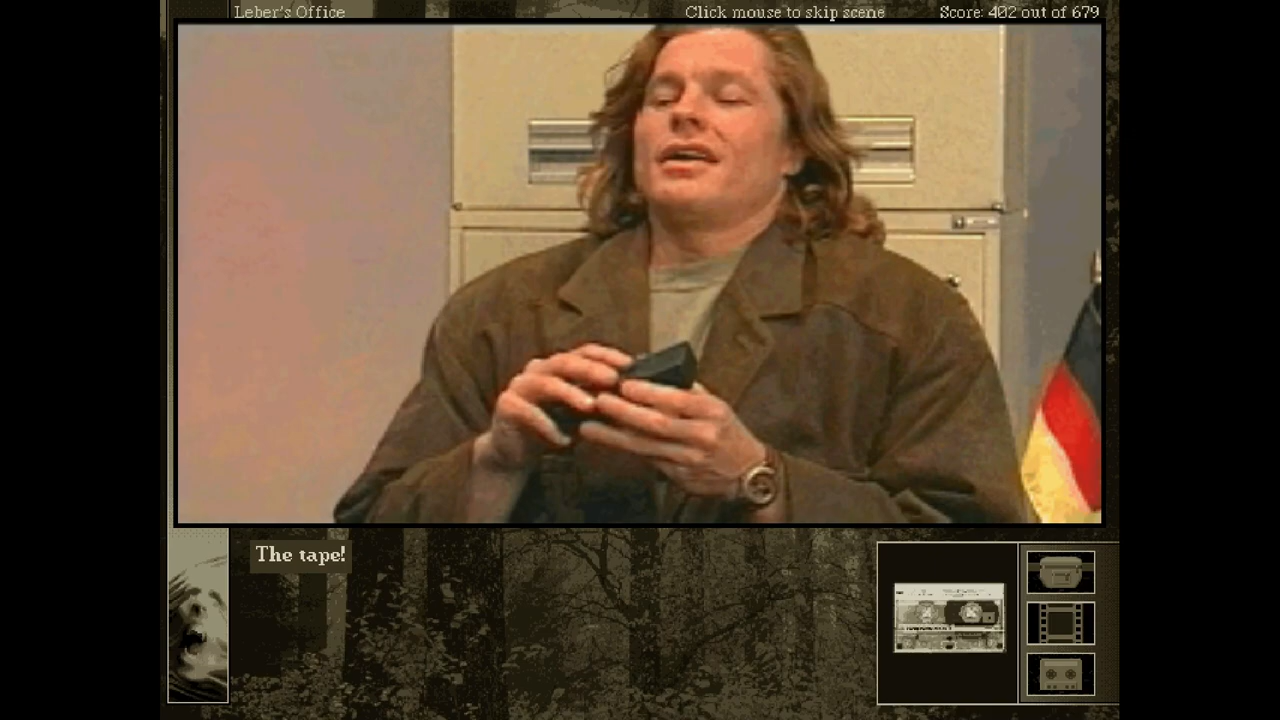 Leber's Office
Click mouse to skip scene
Score: 402 out of 679
The tape!